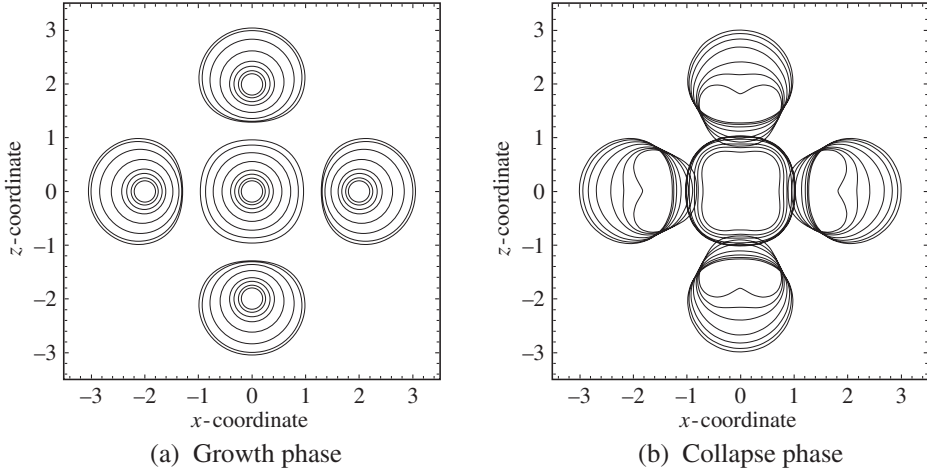 3
2
1
0
−1
−2
−3
z-coordinate
−3 −2 −1 0 1 2 3
x-coordinate
(a) Growth phase
3
2
1
0
−1
−2
−3
z-coordinate
−3 −2 −1 0 1 2 3
x-coordinate
(b) Collapse phase